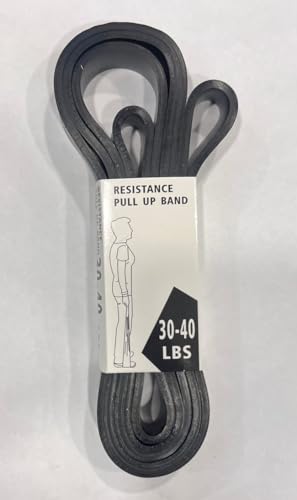 RESISTANCE
PULL UP BAND
30-40
LBS